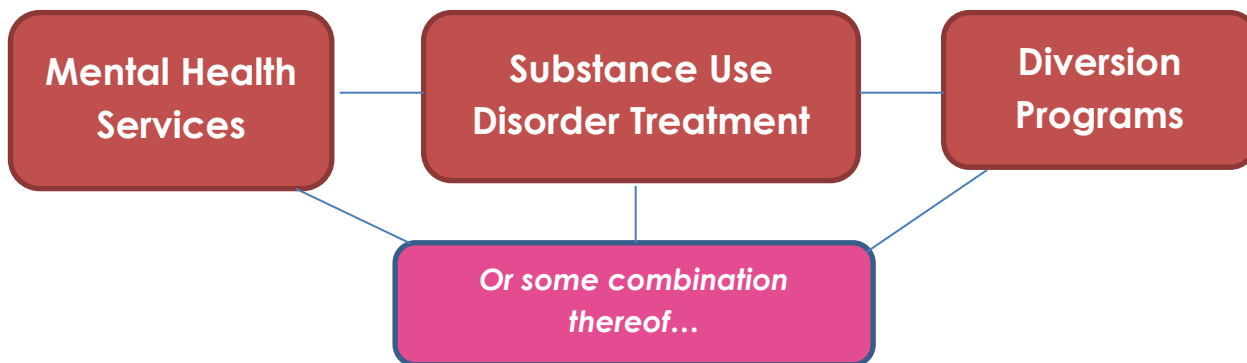 Mental Health
Services
Substance Use
Disorder Treatment
Diversion
Programs
Or some combination
thereof…